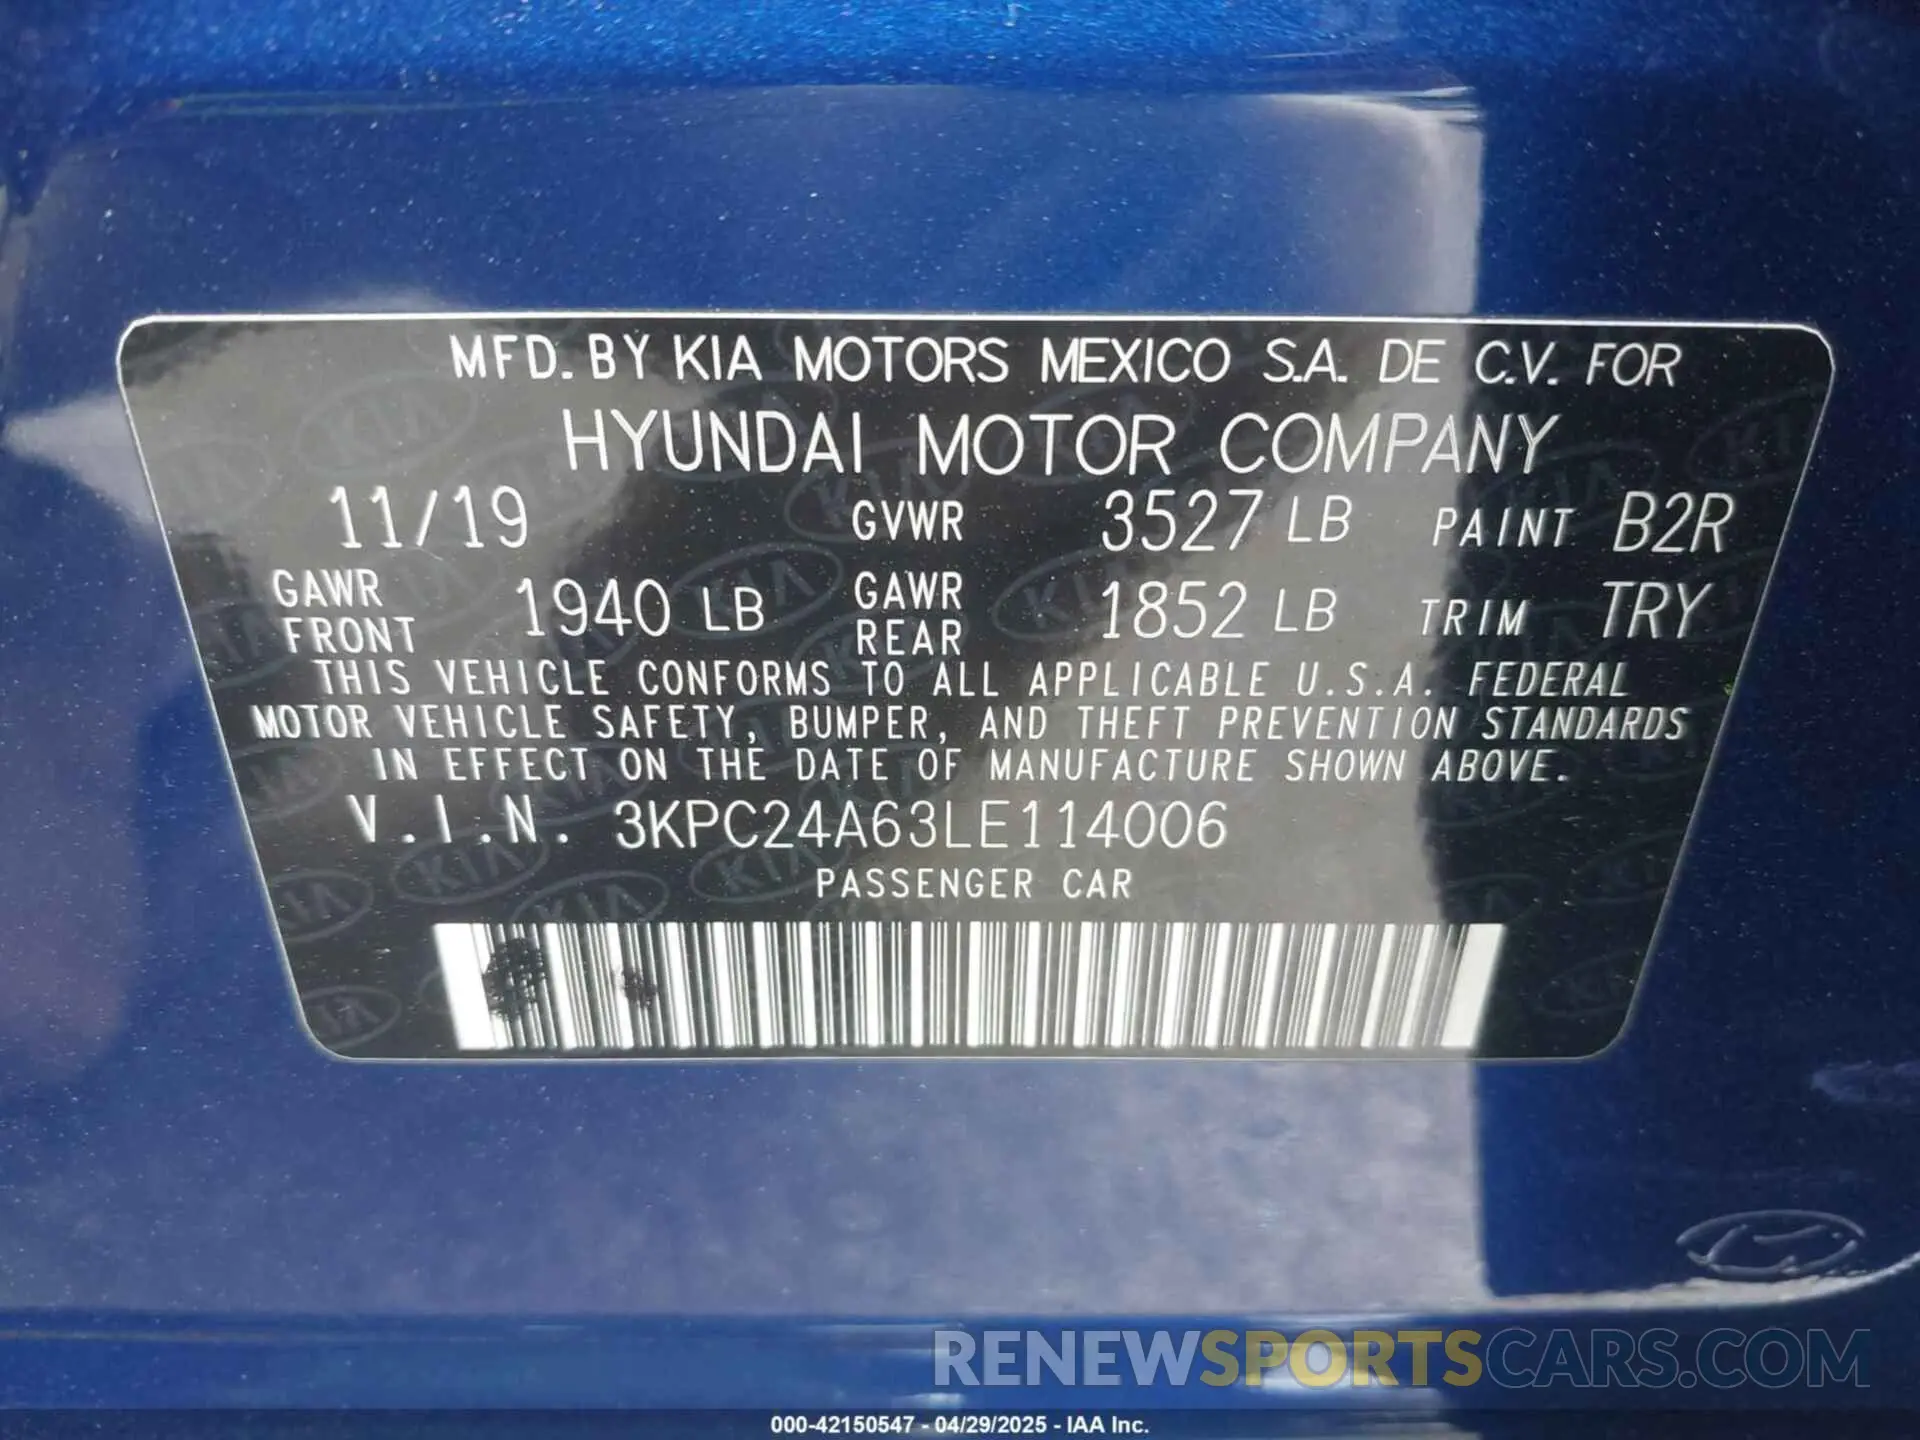 MFD. BY KIA MOTORS MEXICO S.A. DE C.V. FOR
HYUNDAI MOTOR COMPANY
11/19 GVWR 3527 LB PAINT B2R
GAWR FRONT 1940 LB GAWR REAR 1852 LB TRIM TRY
THIS VEHICLE CONFORMS TO ALL APPLICABLE U.S.A. FEDERAL
MOTOR VEHICLE SAFETY, BUMPER, AND THEFT PREVENTION STANDARDS
IN EFFECT ON THE DATE OF MANUFACTURE SHOWN ABOVE.
V.I.N. 3KPC24A63LE114006
PASSENGER CAR
RENEWSPORTSCARS.COM
000-42150547 - 04/29/2025 - IAA Inc.